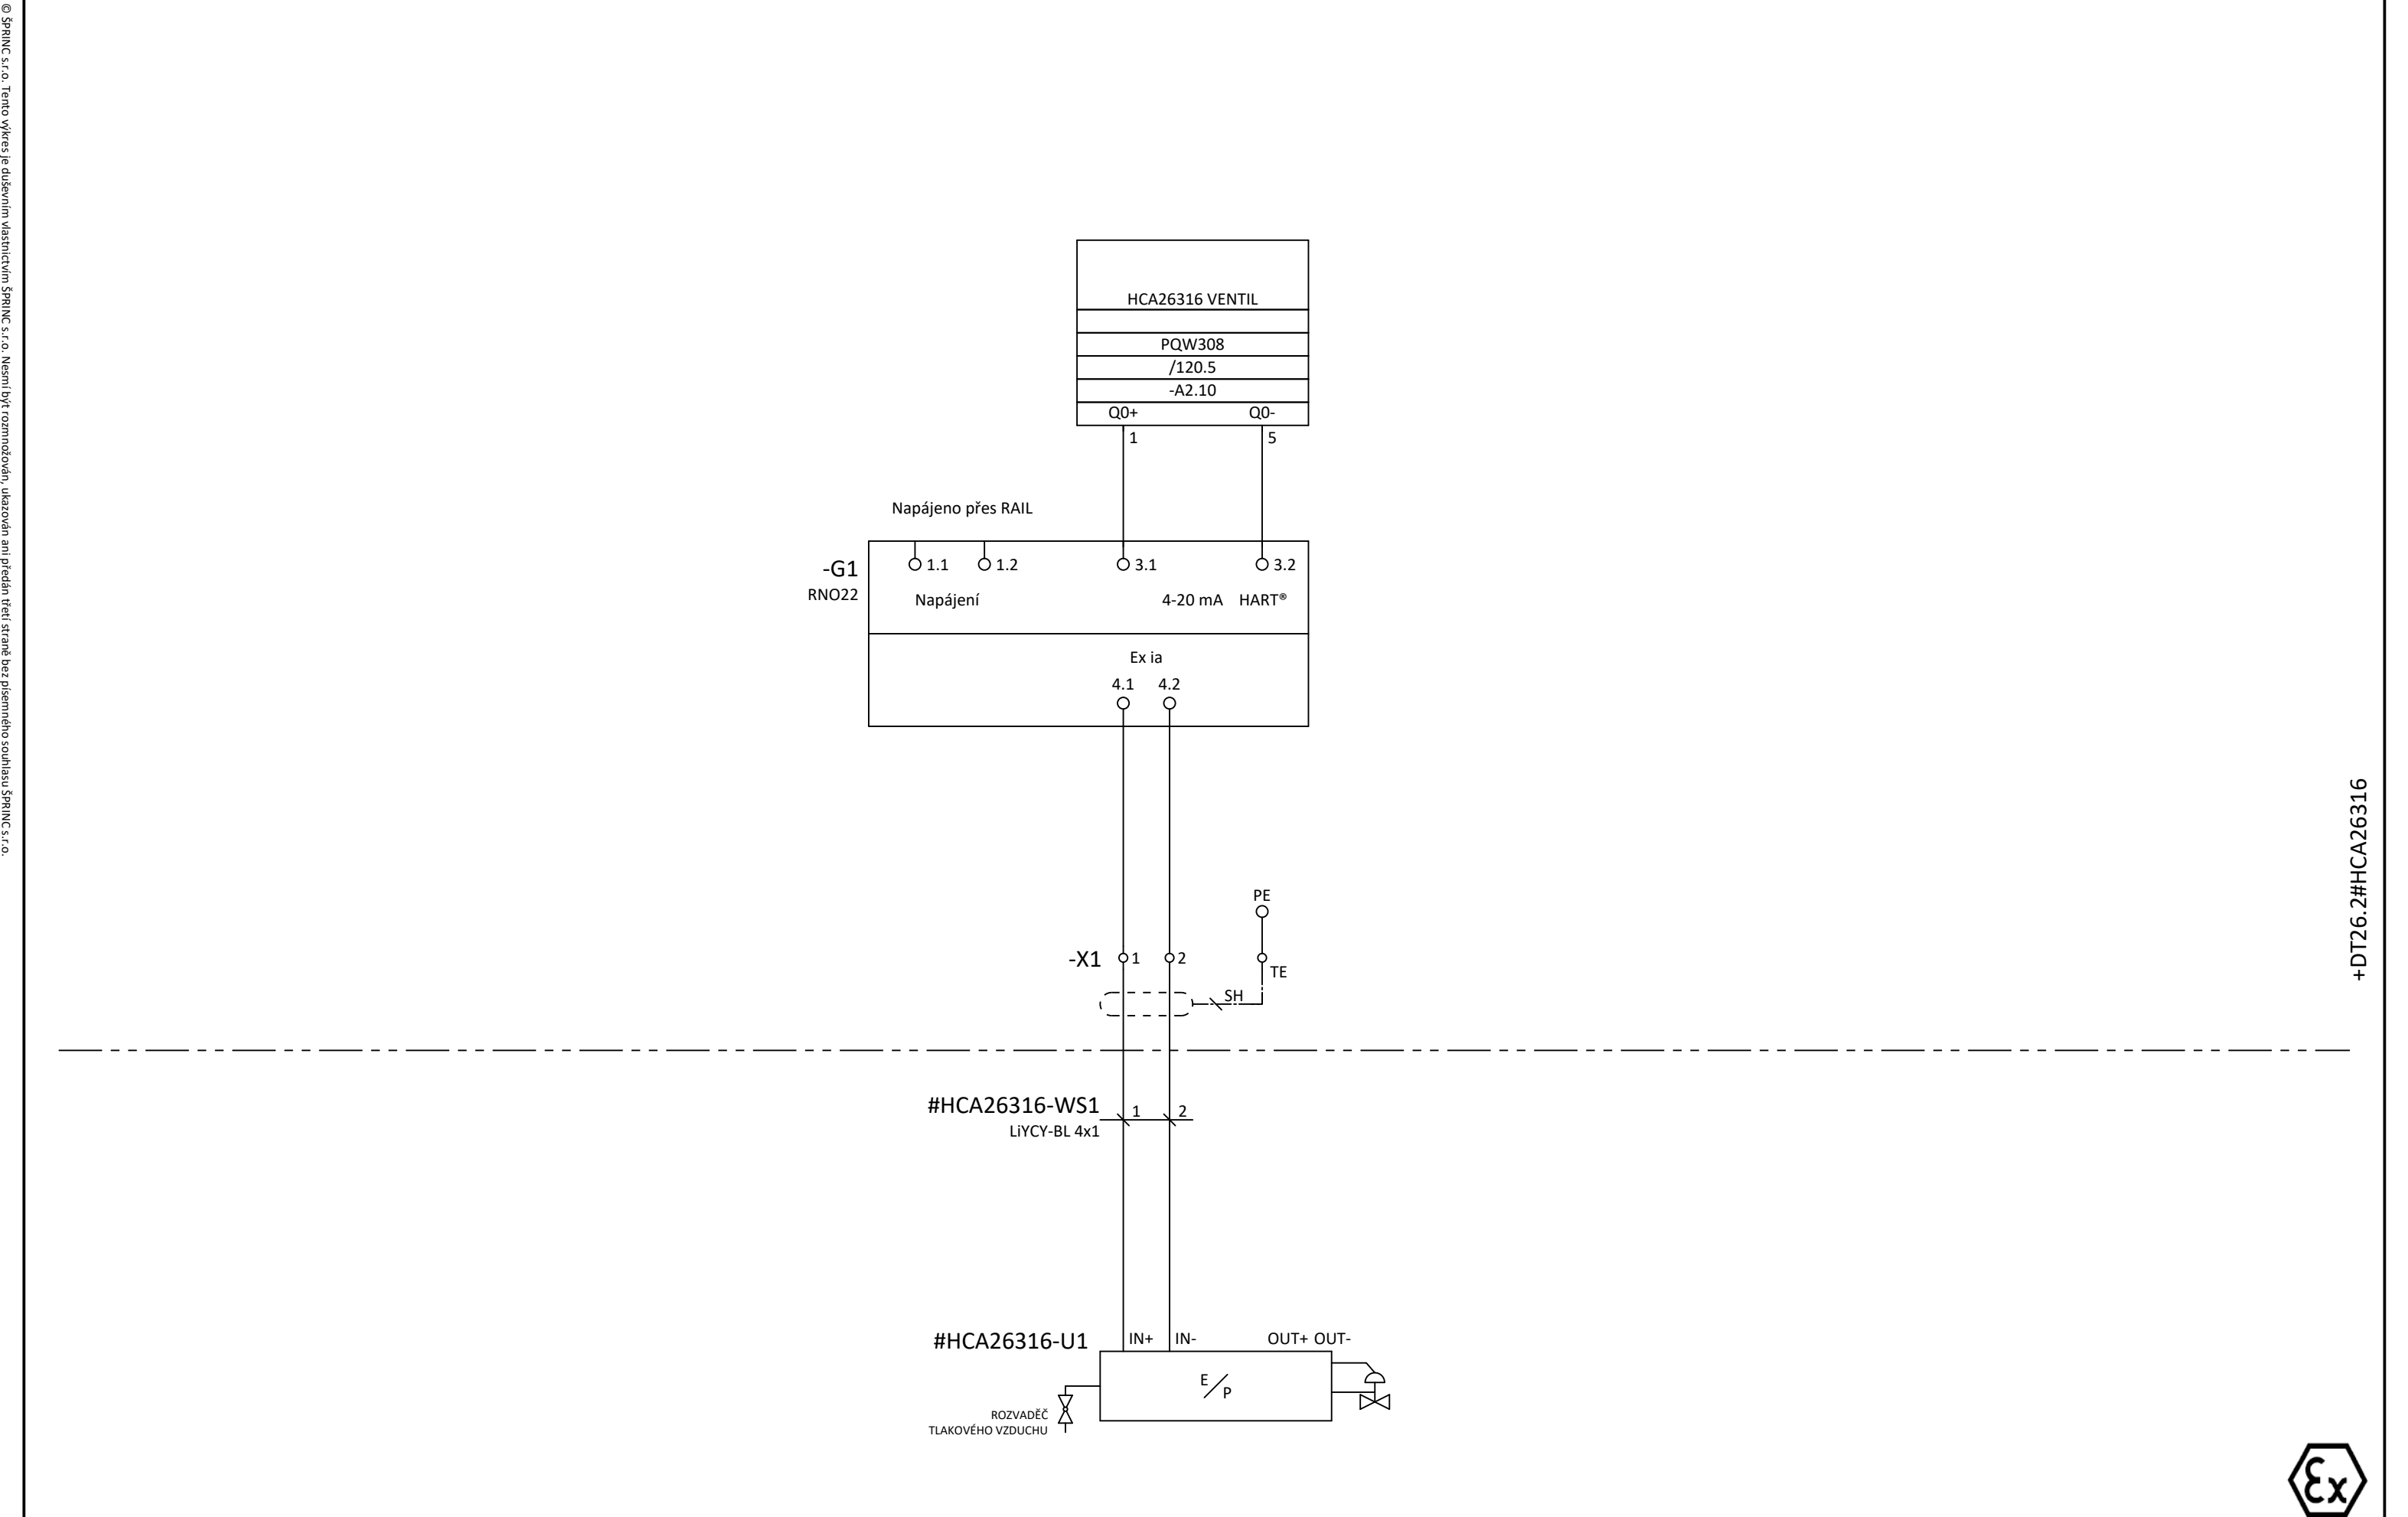 © ŠPRINC s.r.o. Tento výkres je duševním vlastnictvím ŠPRINC s.r.o. Nesmí být rozmnožován, ukazován ani předán třetí straně bez písemného souhlasu ŠPRINC s.r.o.
HCA26316 VENTIL
PQW308
/120.5
-A2.10
Q0+ Q0-
1 5
Napájeno přes RAIL
-G1 1.1 1.2 3.1 3.2
RNO22 Napájení 4-20 mA HART®
Ex ia
4.1 4.2
+DT26.2#HCA26316
PE
-X1 1 2
TE
SH
#HCA26316-WS1 1 2
LiYCY-BL 4x1
#HCA26316-U1 IN+ IN- OUT+ OUT-
E/P
ROZVADĚČ
TLAKOVÉHO VZDUCHU
Ex